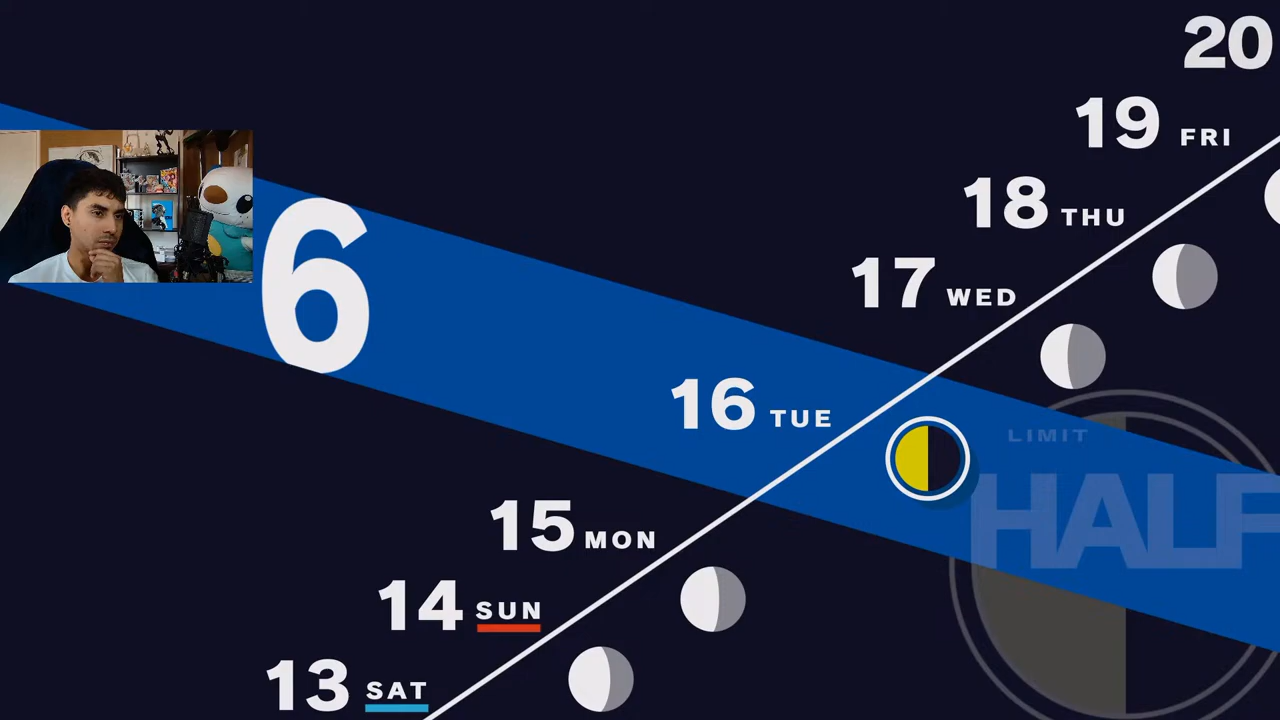 20
19 FRI
18 THU
17 WED
6
16 TUE
LIMIT
HALF
15 MON
14 SUN
13 SAT